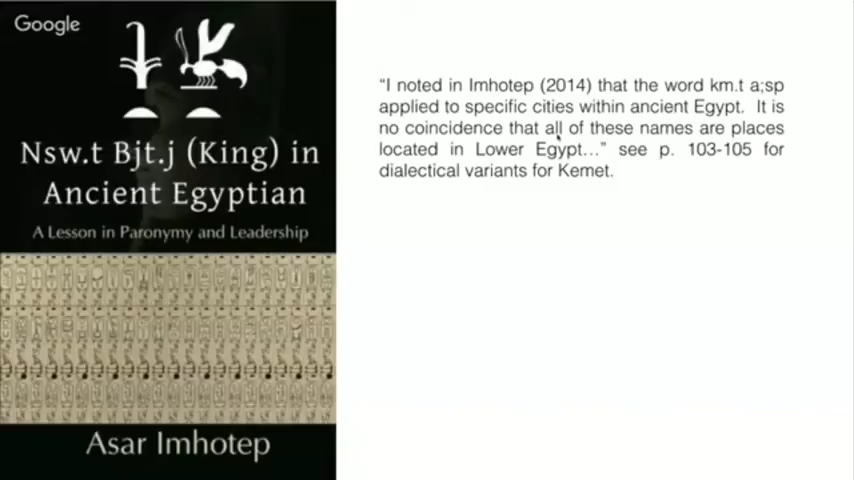 Google
Nsw.t Bjt.j (King) in
Ancient Egyptian
A Lesson in Paronymy and Leadership
Asar Imhotep
“I noted in Imhotep (2014) that the word km.t a;sp
applied to specific cities within ancient Egypt. It is
no coincidence that all of these names are places
located in Lower Egypt…” see p. 103-105 for
dialectical variants for Kemet.